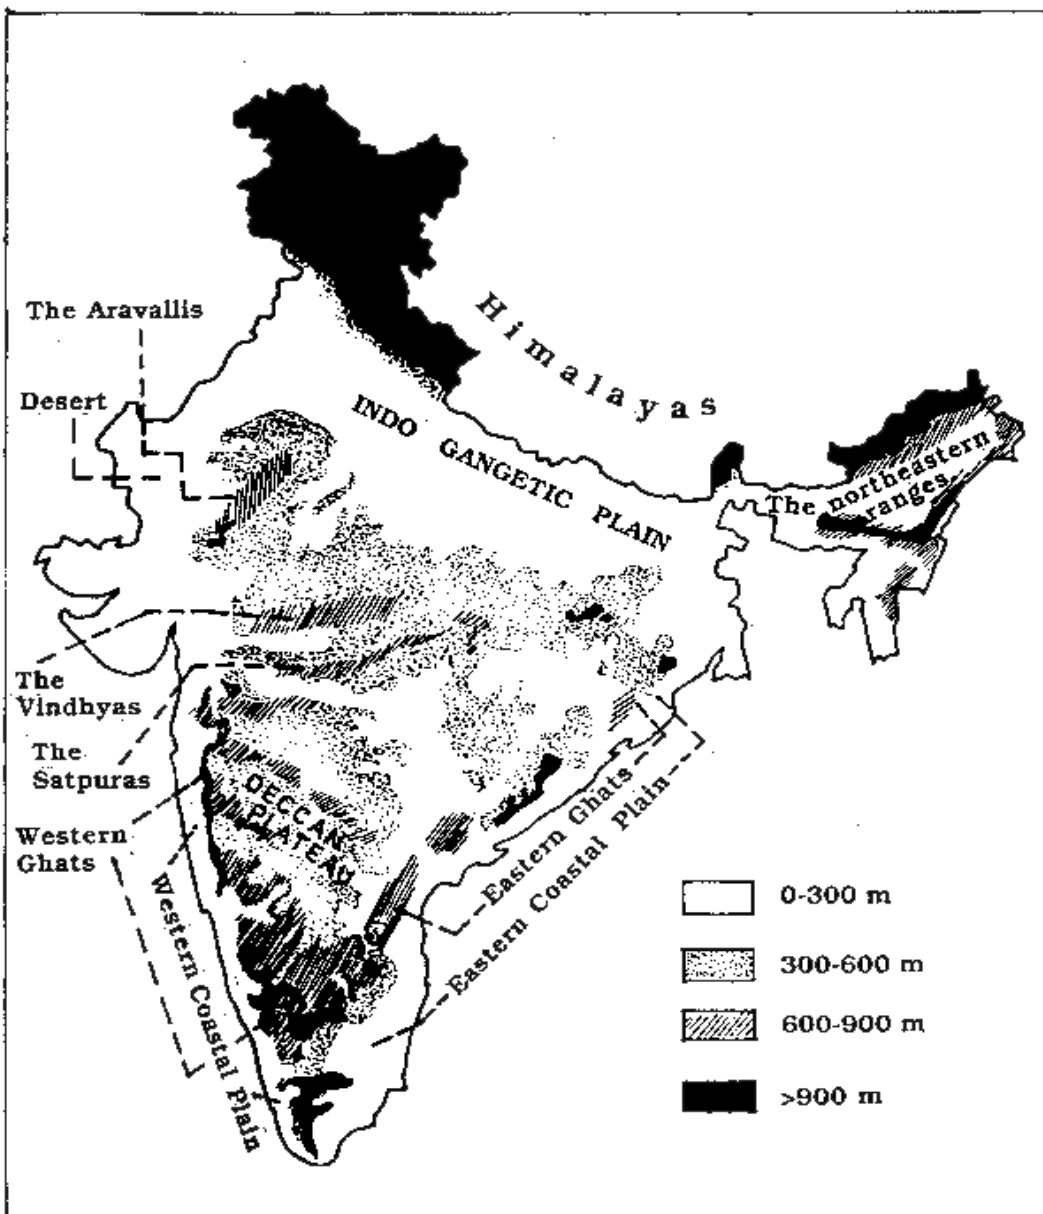 The Aravallis
Desert
Himalayas
INDO GANGETIC PLAIN
The northeastern
ranges
The
Vindhyas
The
Satpuras
DECCAN
PLATEAU
Western
Ghats
Western Coastal Plain
Eastern Ghats
Eastern Coastal Plain
0-300 m
300-600 m
600-900 m
>900 m